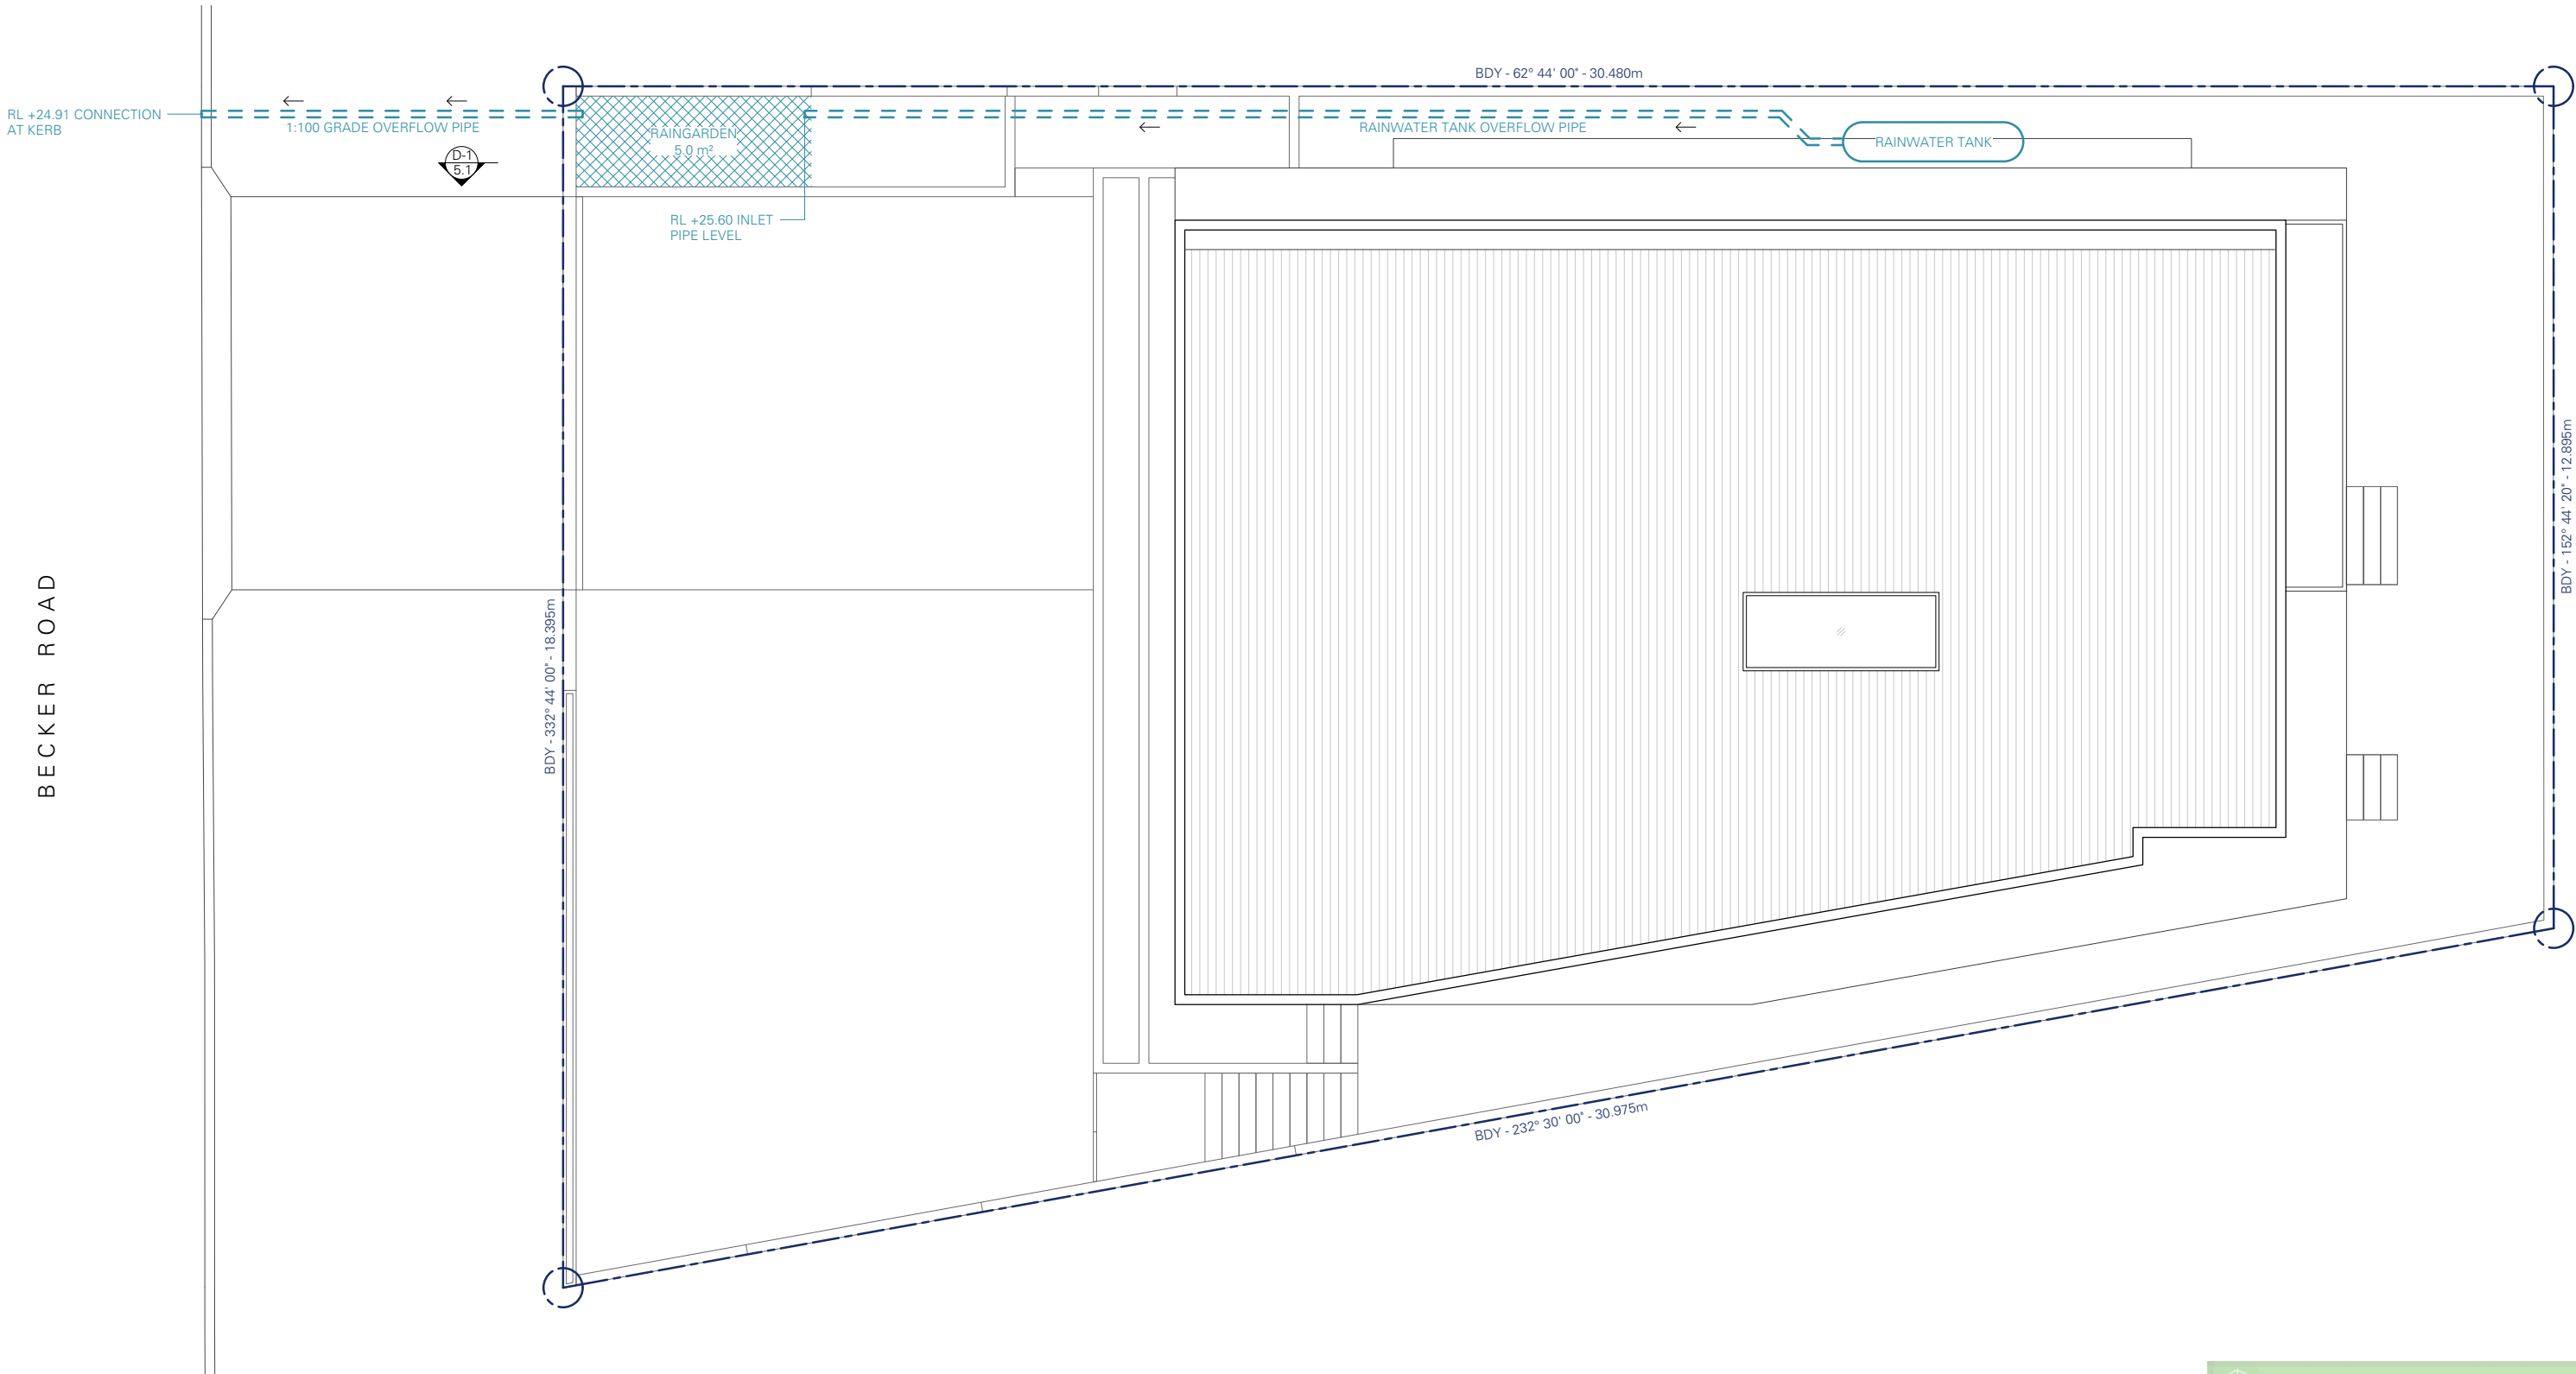 BDY - 62° 44' 00" - 30.480m
RL +24.91 CONNECTION
AT KERB
1:100 GRADE OVERFLOW PIPE
RAINGARDEN
5.0 m²
RAINWATER TANK OVERFLOW PIPE
RAINWATER TANK
D-1
5.1
RL +25.60 INLET
PIPE LEVEL
BECKER ROAD
BDY - 332° 44' 00" - 18.395m
BDY - 152° 44' 20" - 12.895m
BDY - 232° 30' 00" - 30.975m